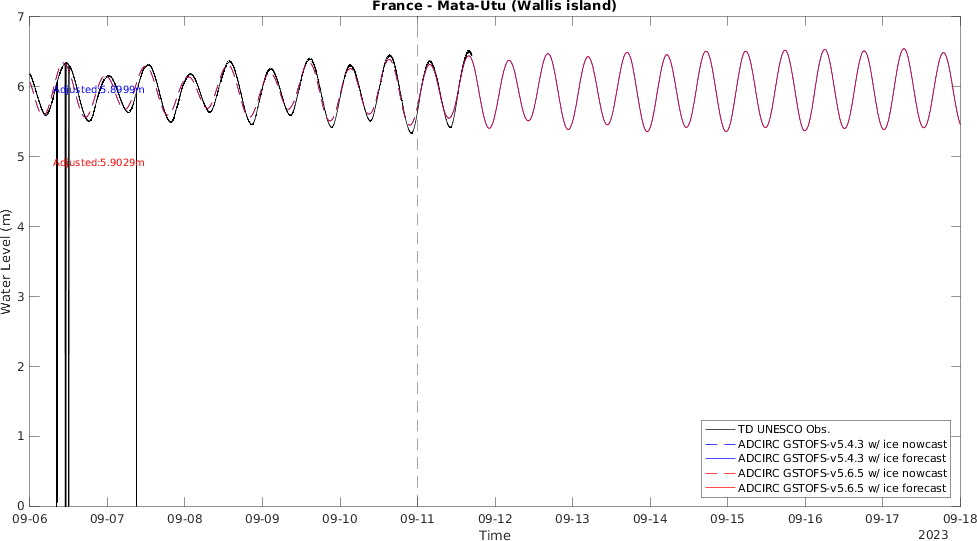 France - Mata-Utu (Wallis island)
7
6
5
4
3
2
1
0
Water Level (m)
Adjusted:5.8999m
Adjusted:5.9029m
TD UNESCO Obs.
ADCIRC GSTOFS-v5.4.3 w/ ice nowcast
ADCIRC GSTOFS-v5.4.3 w/ ice forecast
ADCIRC GSTOFS-v5.6.5 w/ ice nowcast
ADCIRC GSTOFS-v5.6.5 w/ ice forecast
09-06 09-07 09-08 09-09 09-10 09-11 09-12 09-13 09-14 09-15 09-16 09-17 09-18
Time
2023